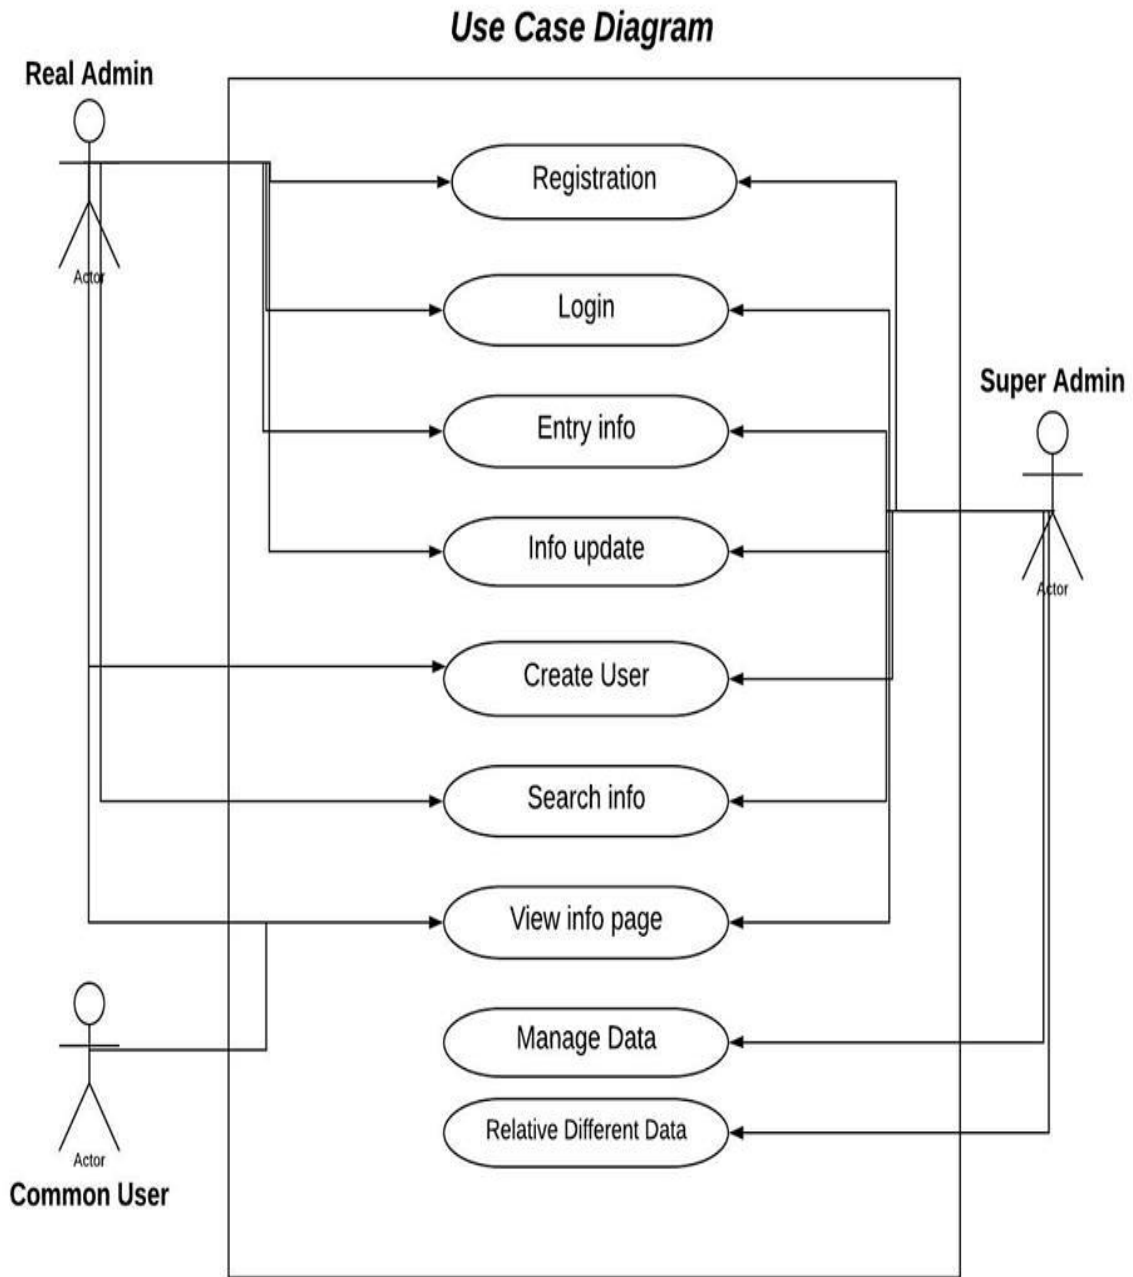 Use Case Diagram
Real Admin
Actor
Registration
Login
Entry info
Super Admin
Actor
Info update
Create User
Search info
View info page
Manage Data
Relative Different Data
Actor
Common User